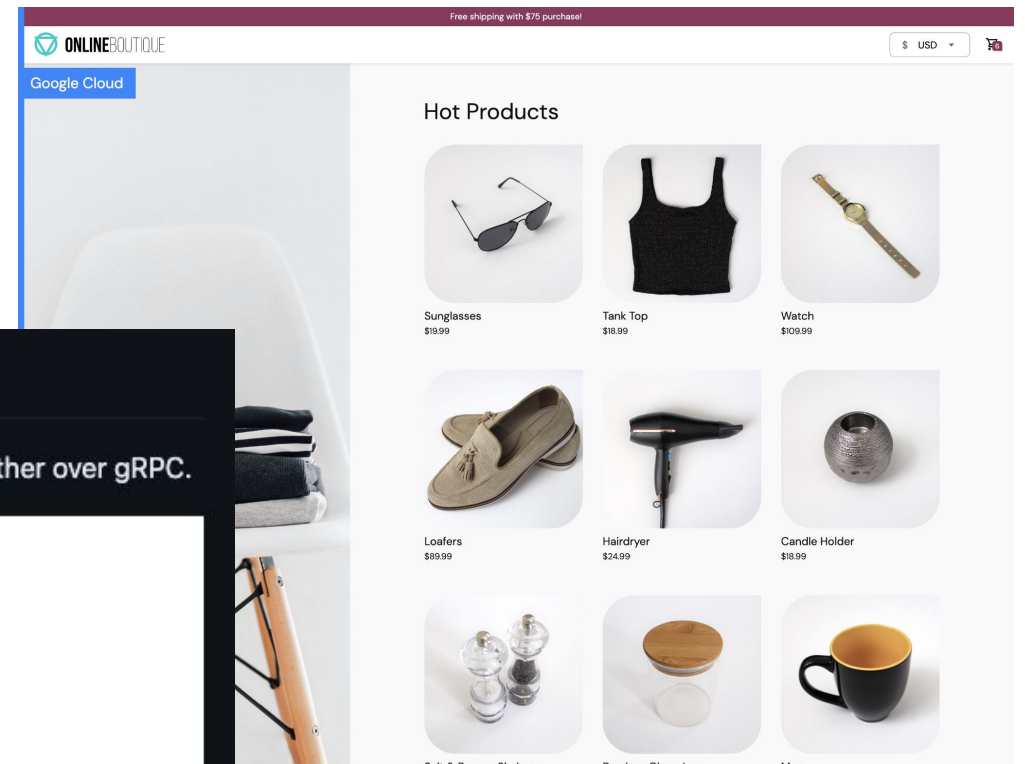 Free shipping with $75 purchase!
ONLINEBOUTIQUE
$ USD
6
Google Cloud
Hot Products
Sunglasses
$19.99
Tank Top
$18.99
Watch
$109.99
ther over gRPC.
Loafers
$89.99
Hairdryer
$24.99
Candle Holder
$18.99